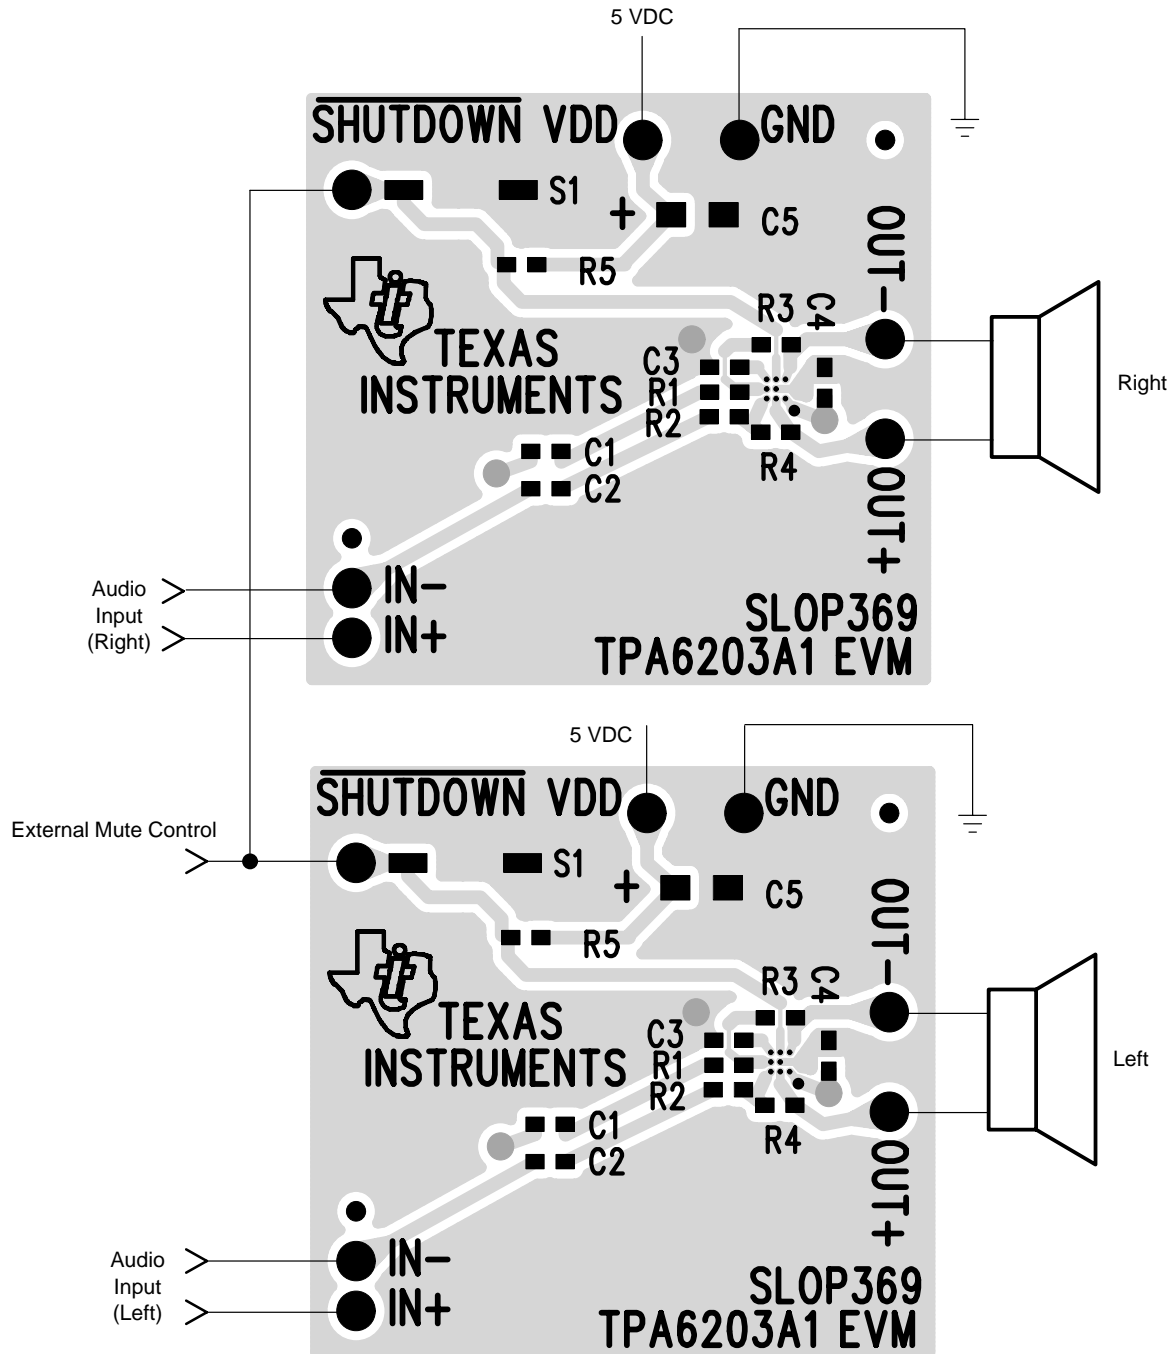 5 VDC
SHUTDOWN VDD GND
S1
C5
R5
OUT-
R3
C4
TEXAS
INSTRUMENTS
C3
R1
R2
R4
C1
C2
OUT+
Right
Audio
Input
(Right)
IN-
IN+
SLOP369
TPA6203A1 EVM
5 VDC
SHUTDOWN VDD GND
External Mute Control
S1
C5
R5
OUT-
R3
C4
TEXAS
INSTRUMENTS
C3
R1
R2
R4
C1
C2
OUT+
Left
Audio
Input
(Left)
IN-
IN+
SLOP369
TPA6203A1 EVM